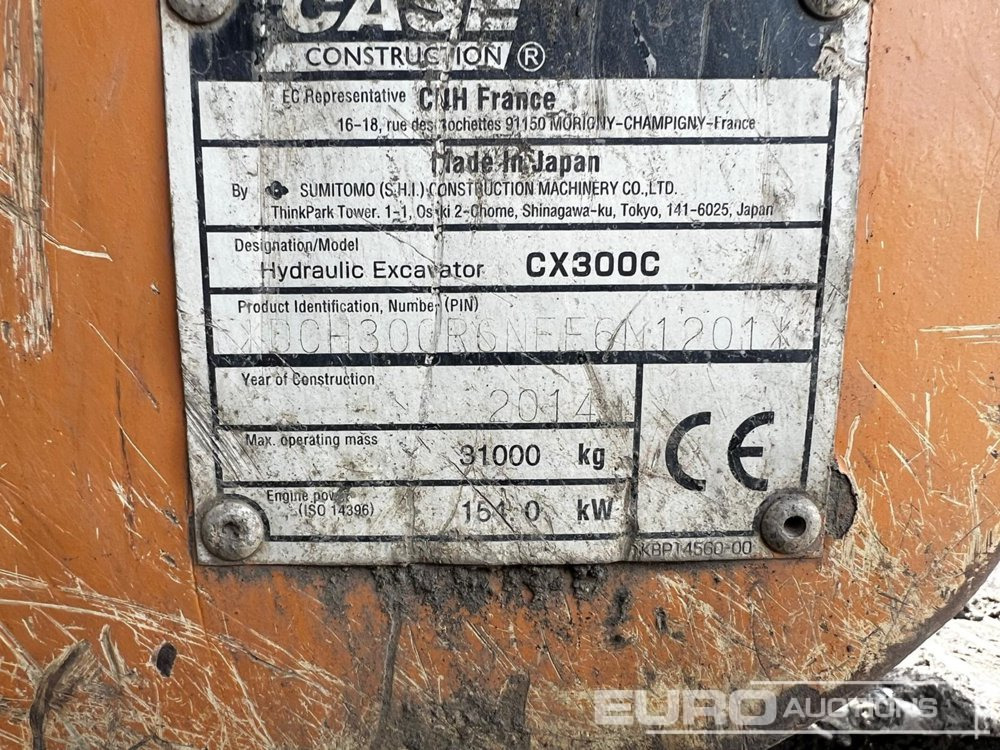 CASE
CONSTRUCTION ®
EC Representative CNH France
16-18, rue des Rochettes 91150 MORIGNY-CHAMPIGNY-France
Made In Japan
By SUMITOMO (S.H.I.) CONSTRUCTION MACHINERY CO.,LTD.
ThinkPark Tower. 1-1, Osaki 2-Chome, Shinagawa-ku, Tokyo, 141-6025, Japan
Designation/Model
Hydraulic Excavator CX300C
Product Identification, Number (PIN)
Year of Construction
2014
Max. operating mass 31000 kg
Engine power
(ISO 14396) 151.0 kW
CE
KBP14560-00
EURO AUCTIONS